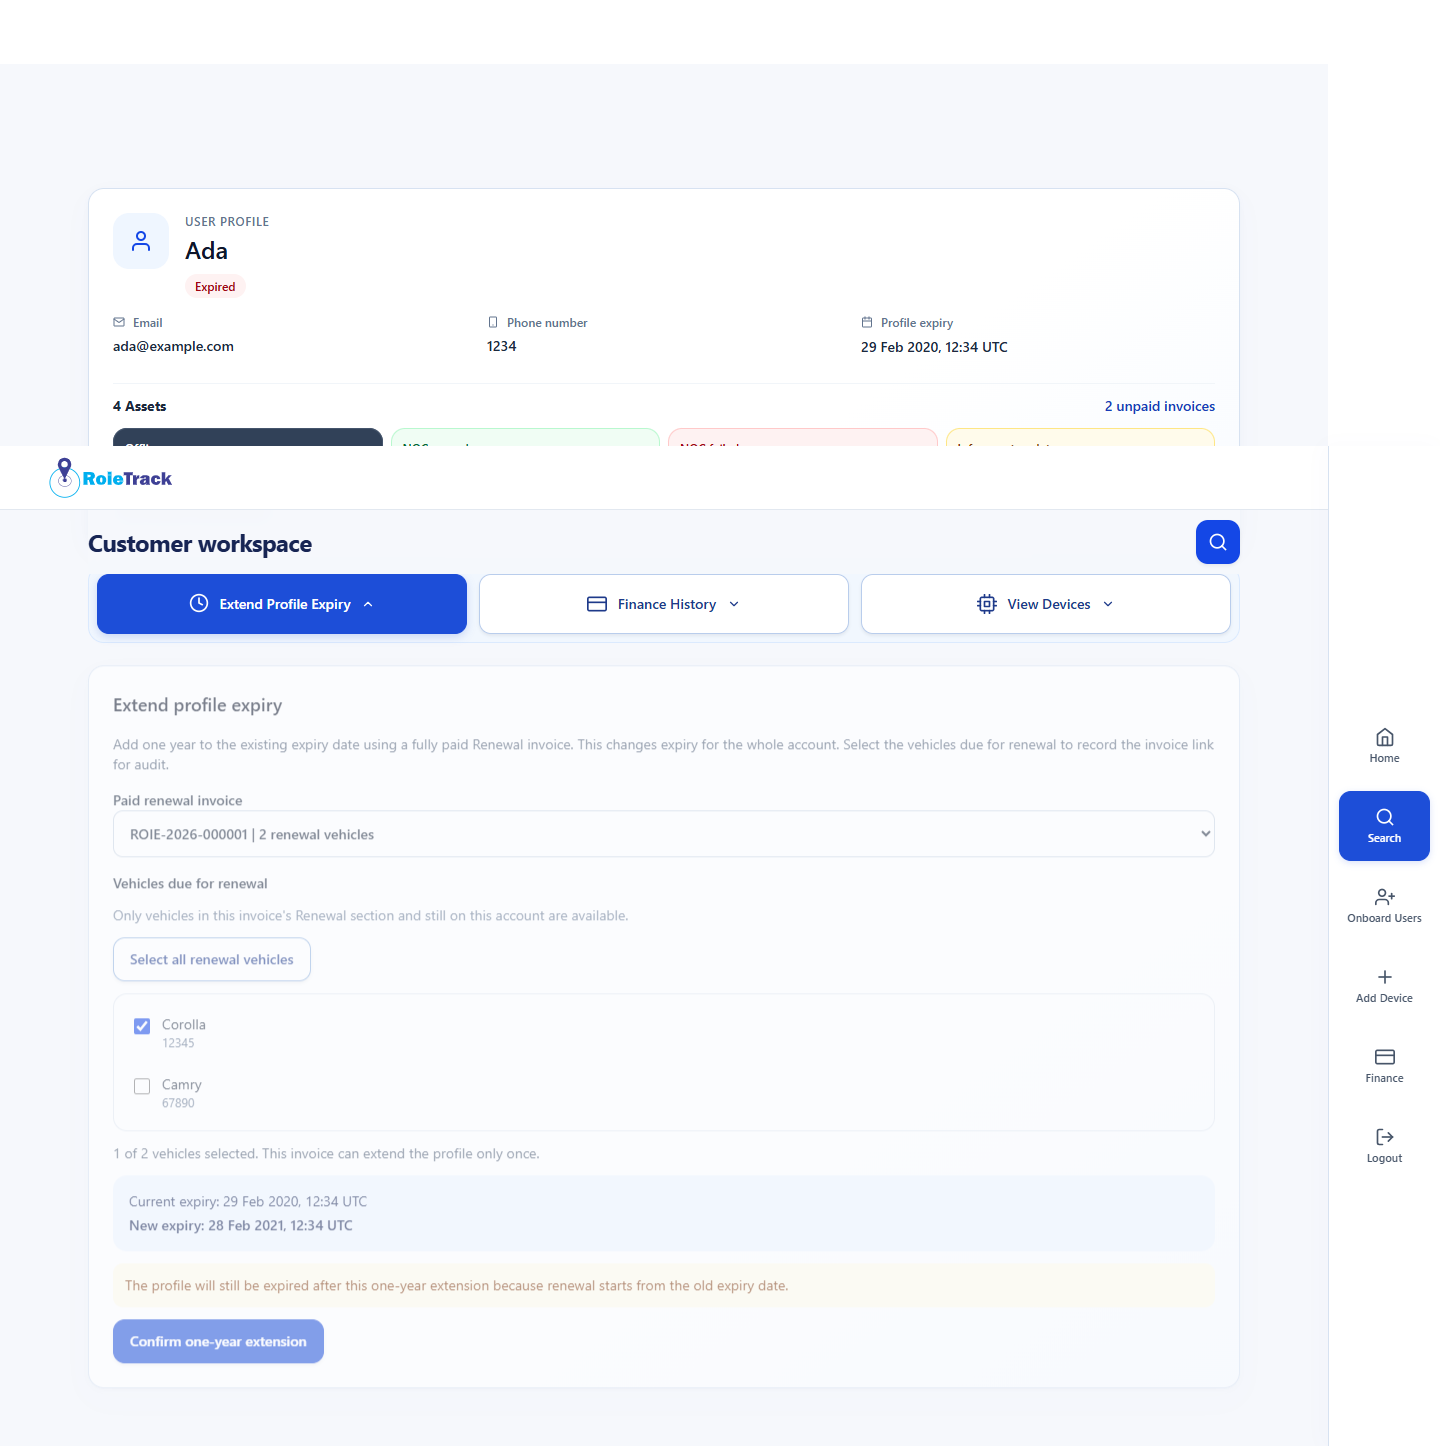 USER PROFILE
Ada
Expired
Email
ada@example.com
Phone number
1234
Profile expiry
29 Feb 2020, 12:34 UTC
4 Assets
2 unpaid invoices
RoieTrack
Customer workspace
Extend Profile Expiry
Finance History
View Devices
Extend profile expiry
Add one year to the existing expiry date using a fully paid Renewal invoice. This changes expiry for the whole account. Select the vehicles due for renewal to record the invoice link
for audit.
Paid renewal invoice
ROIE-2026-000001 | 2 renewal vehicles
Vehicles due for renewal
Only vehicles in this invoice's Renewal section and still on this account are available.
Select all renewal vehicles
Corolla
12345
Camry
67890
1 of 2 vehicles selected. This invoice can extend the profile only once.
Current expiry: 29 Feb 2020, 12:34 UTC
New expiry: 28 Feb 2021, 12:34 UTC
The profile will still be expired after this one-year extension because renewal starts from the old expiry date.
Confirm one-year extension
Home
Search
Onboard Users
Add Device
Finance
Logout